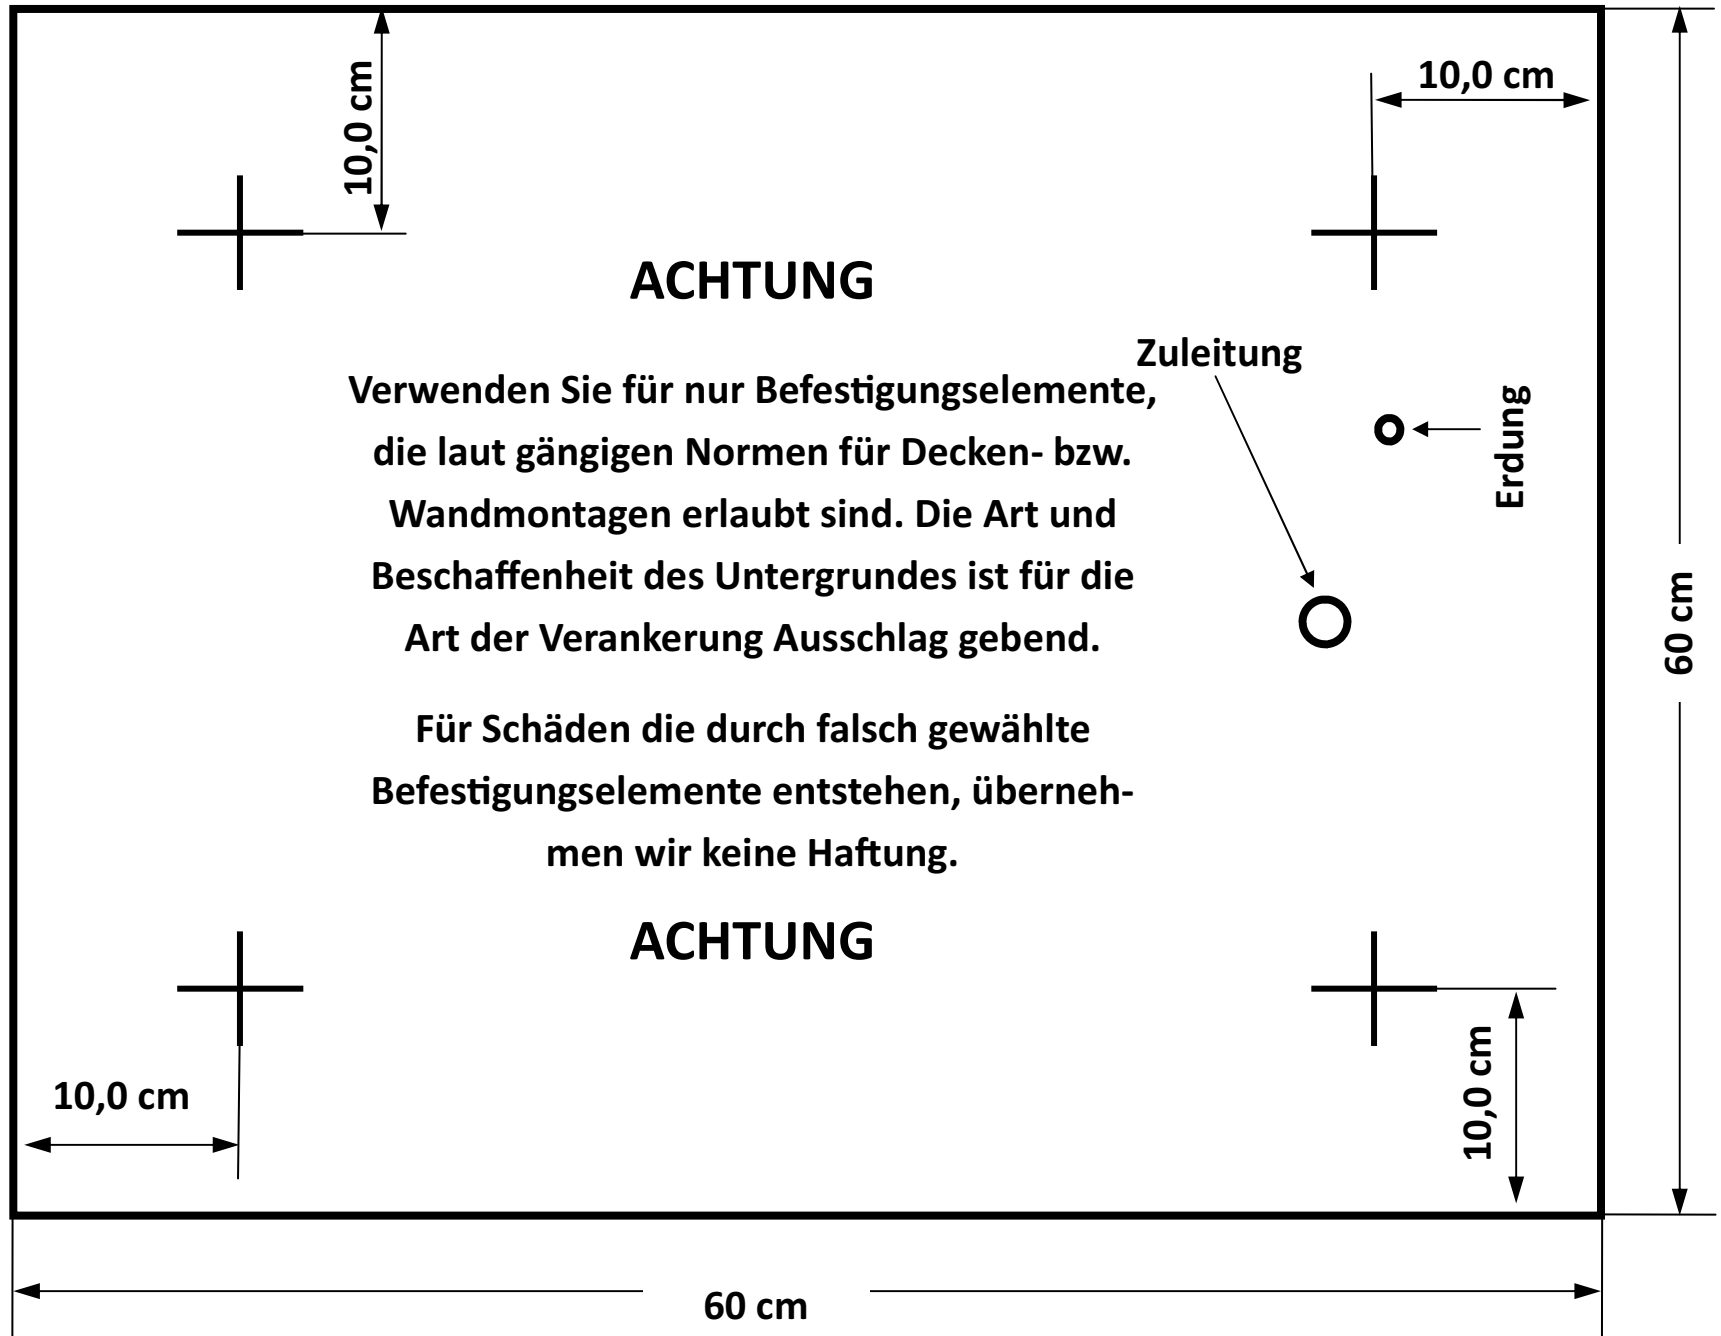 10,0 cm
10,0 cm
ACHTUNG
Zuleitung
Verwenden Sie für nur Befestigungselemente,
die laut gängigen Normen für Decken- bzw.
Wandmontagen erlaubt sind. Die Art und
Beschaffenheit des Untergrundes ist für die
Art der Verankerung Ausschlag gebend.
Erdung
60 cm
Für Schäden die durch falsch gewählte
Befestigungselemente entstehen, überneh-
men wir keine Haftung.
ACHTUNG
10,0 cm
10,0 cm
60 cm